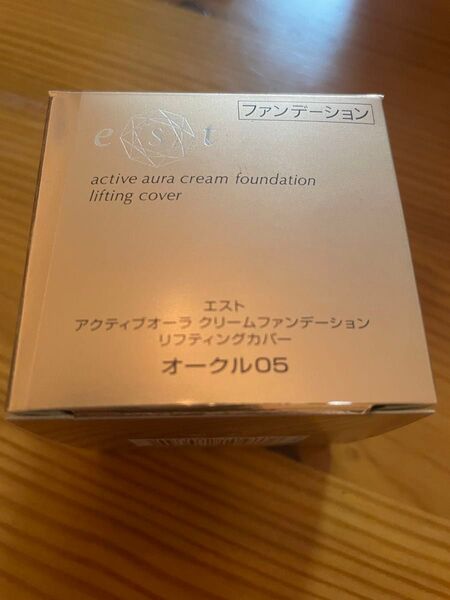 ファンデーション
est
active aura cream foundation
lifting cover
エスト
アクティブオーラ クリームファンデーション
リフティングカバー
オークル05